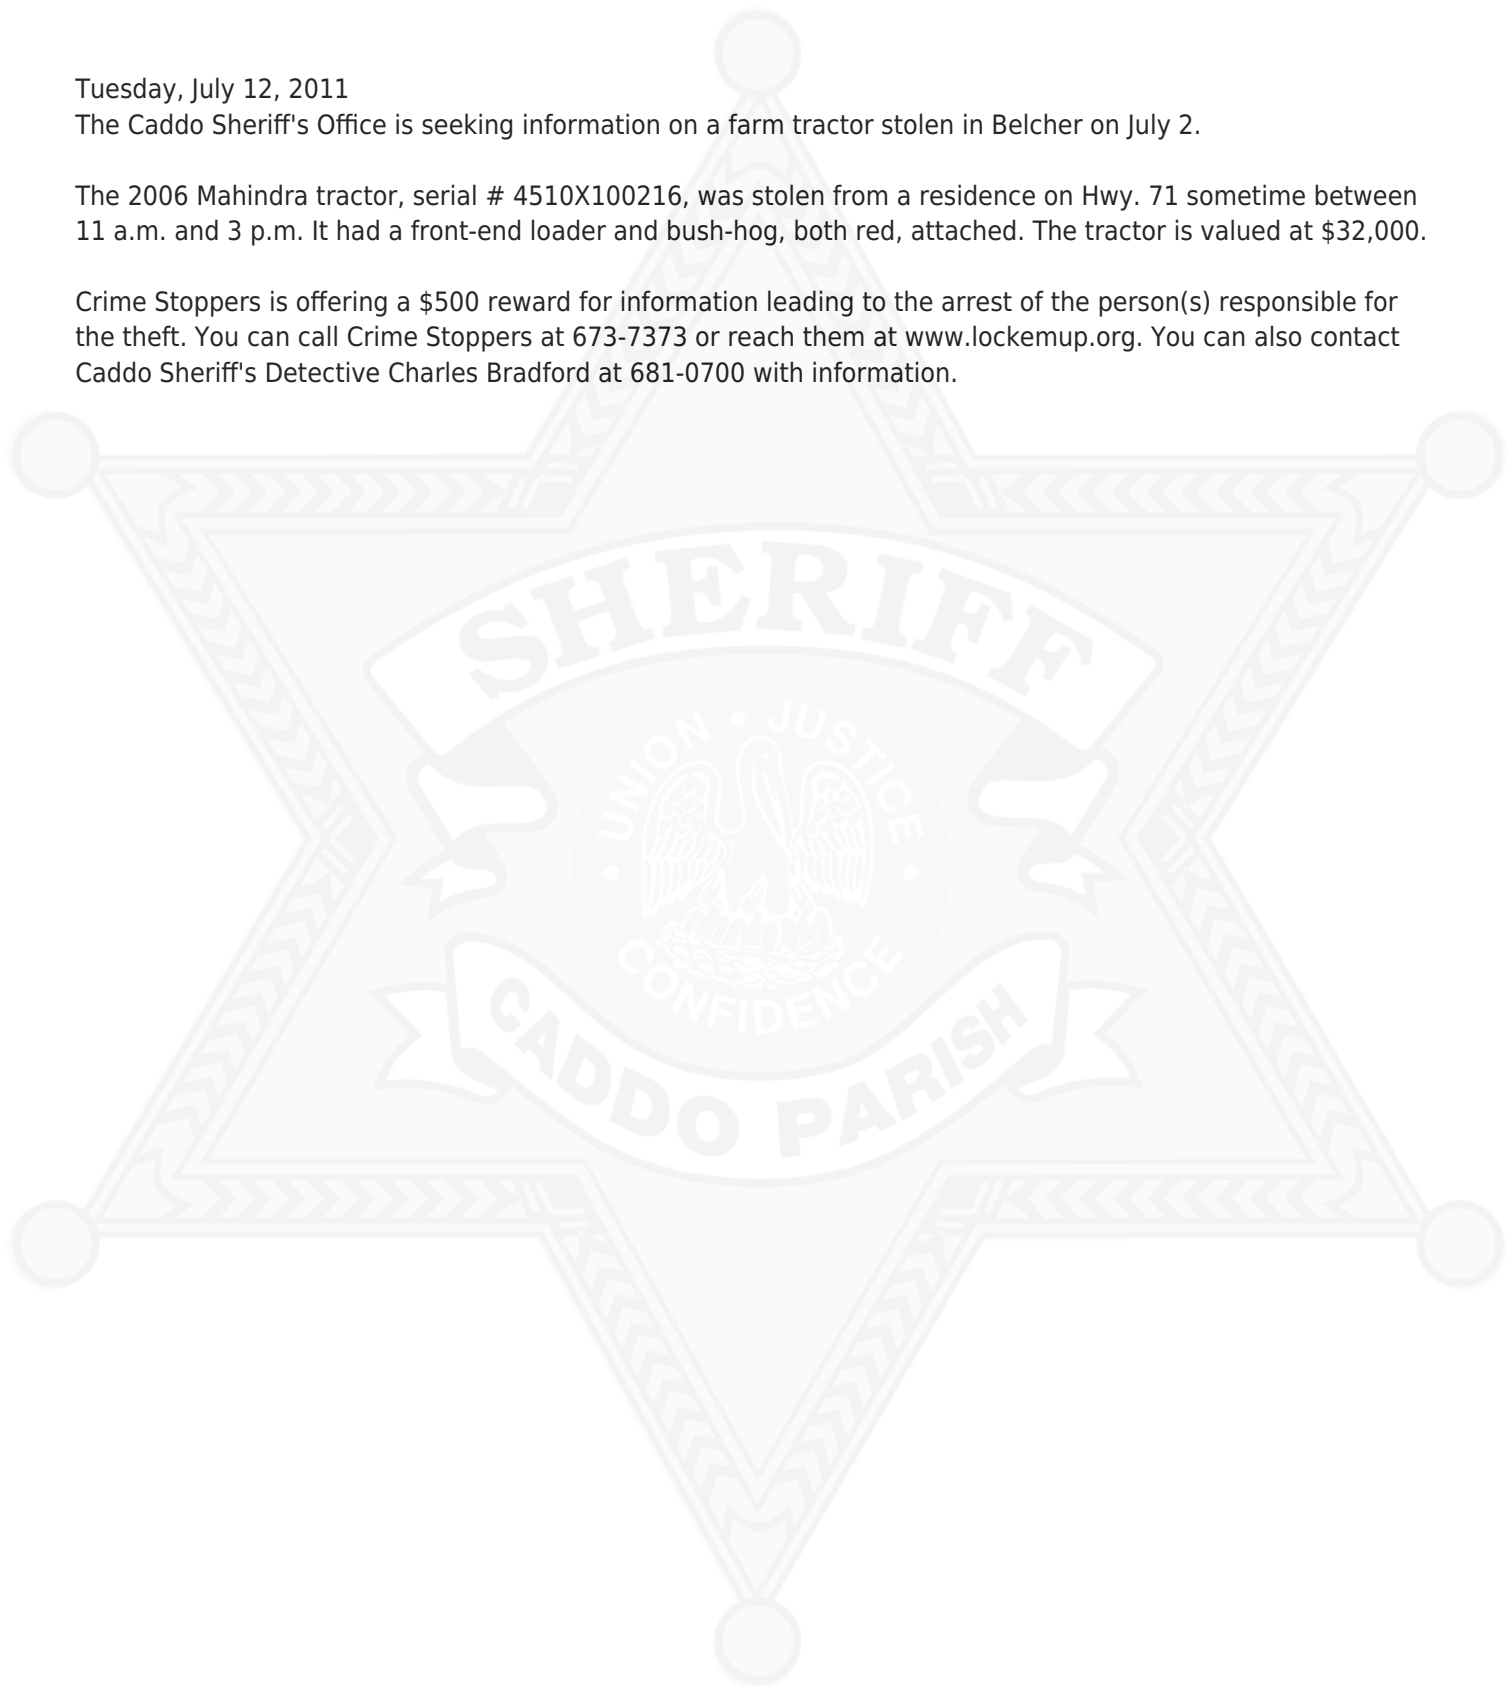 Tuesday, July 12, 2011
The Caddo Sheriff's Office is seeking information on a farm tractor stolen in Belcher on July 2.
The 2006 Mahindra tractor, serial # 4510X100216, was stolen from a residence on Hwy. 71 sometime between
11 a.m. and 3 p.m. It had a front-end loader and bush-hog, both red, attached. The tractor is valued at $32,000.
Crime Stoppers is offering a $500 reward for information leading to the arrest of the person(s) responsible for
the theft. You can call Crime Stoppers at 673-7373 or reach them at www.lockemup.org. You can also contact
Caddo Sheriff's Detective Charles Bradford at 681-0700 with information.
SHERIFF
UNION • JUSTICE
• CONFIDENCE •
CADDO PARISH